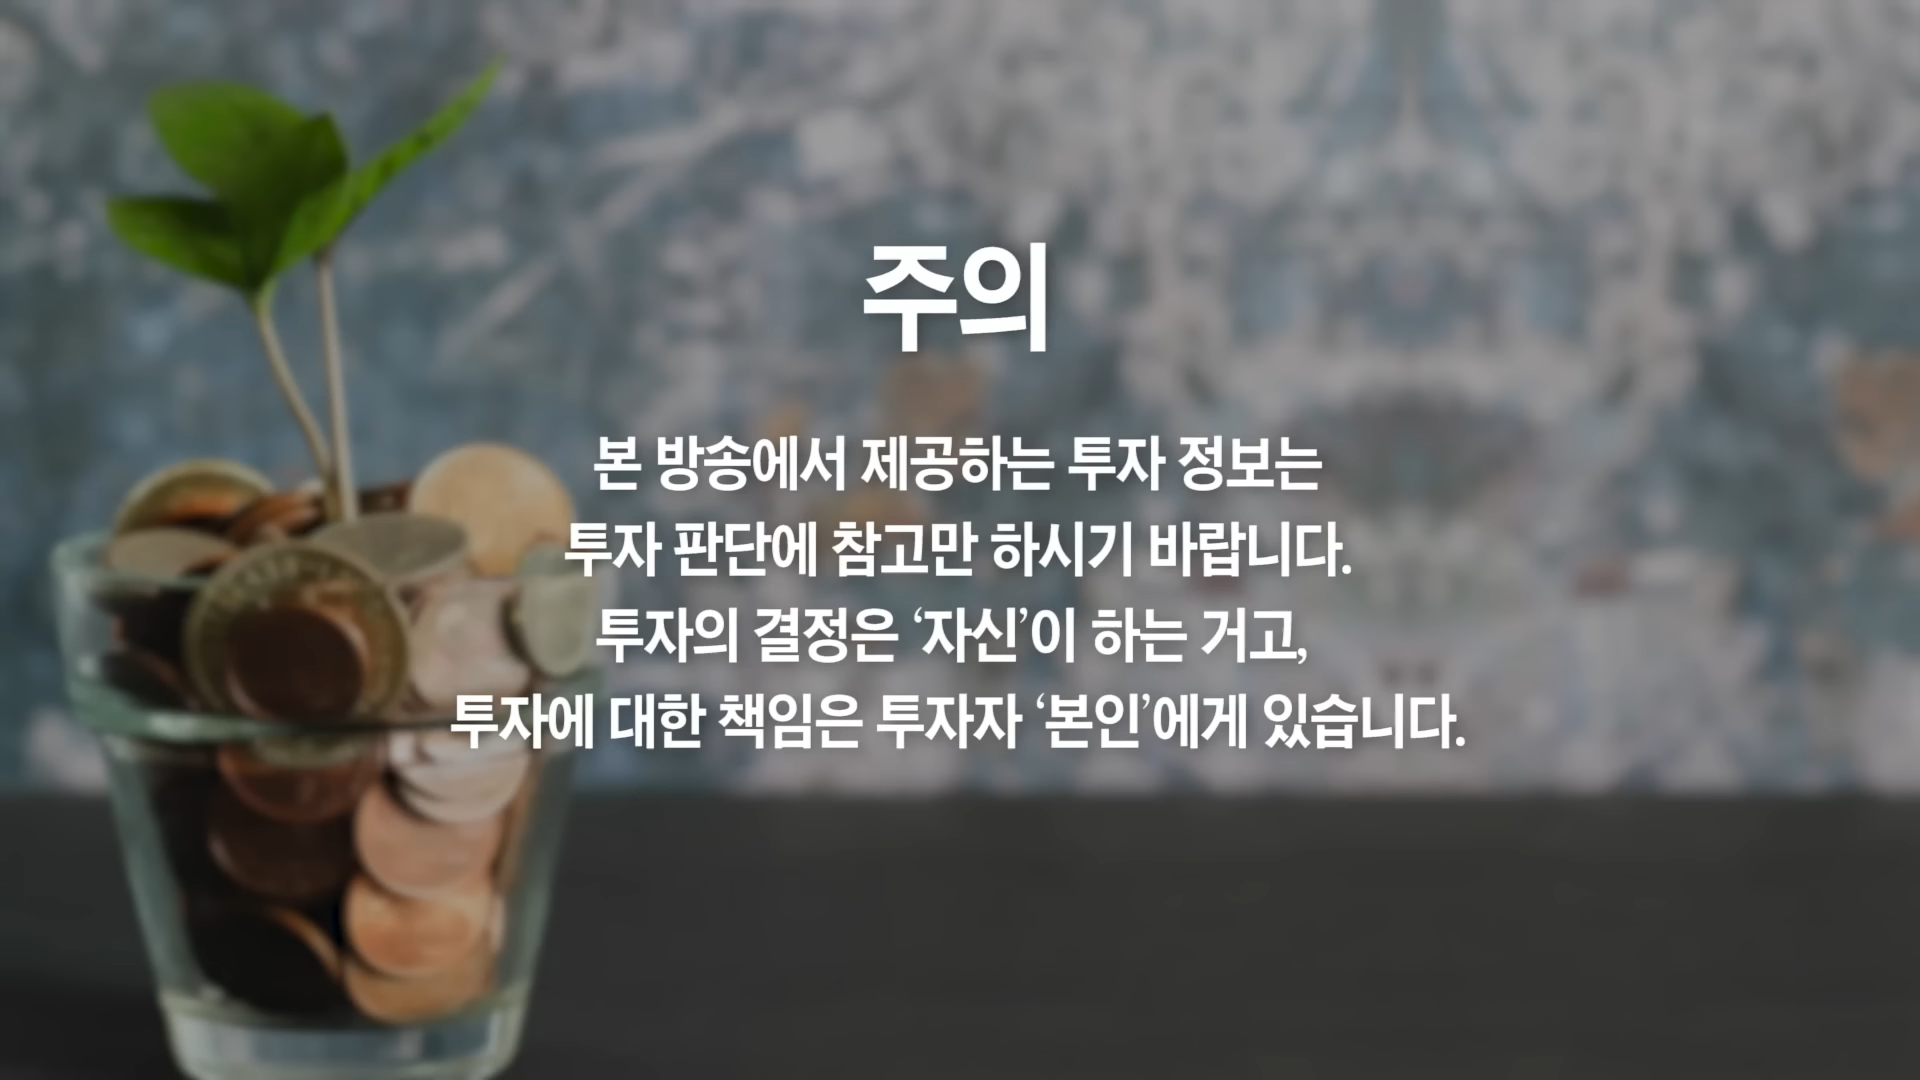 주의
본 방송에서 제공하는 투자 정보는
투자 판단에 참고만 하시기 바랍니다.
투자의 결정은 ‘자신’이 하는 거고,
투자에 대한 책임은 투자자 ‘본인’에게 있습니다.